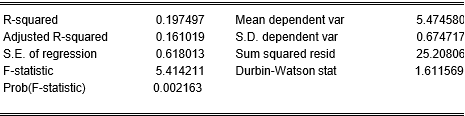 R-squared 0.197497 Mean dependent var 5.474580
Adjusted R-squared 0.161019 S.D. dependent var 0.674717
S.E. of regression 0.618013 Sum squared resid 25.20806
F-statistic 5.414211 Durbin-Watson stat 1.611569
Prob(F-statistic) 0.002163